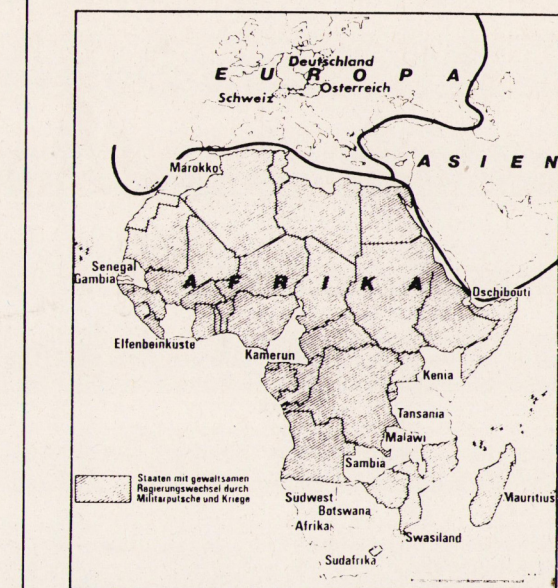 Deutschland
E U R O P A
Österreich
Schweiz
A S I E N
Marokko
Senegal
Gambia
A F R I K A
Dschibouti
Elfenbeinküste
Kamerun
Kenia
Tansania
Malawi
Sambia
Staaten mit gewaltsamen
Regierungswechsel durch
Militärputsche und Kriege
Südwest
Afrika
Botswana
Mauritius
Swasiland
Südafrika